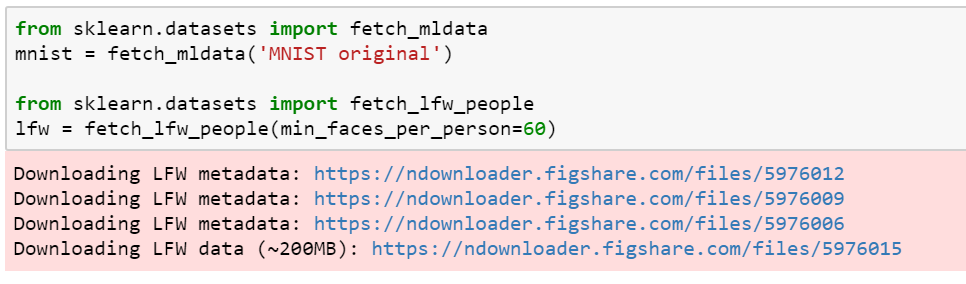 from sklearn.datasets import fetch_mldata
mnist = fetch_mldata('MNIST original')
from sklearn.datasets import fetch_lfw_people
lfw = fetch_lfw_people(min_faces_per_person=60)
Downloading LFW metadata: https://ndownloader.figshare.com/files/5976012
Downloading LFW metadata: https://ndownloader.figshare.com/files/5976009
Downloading LFW metadata: https://ndownloader.figshare.com/files/5976006
Downloading LFW data (~200MB): https://ndownloader.figshare.com/files/5976015